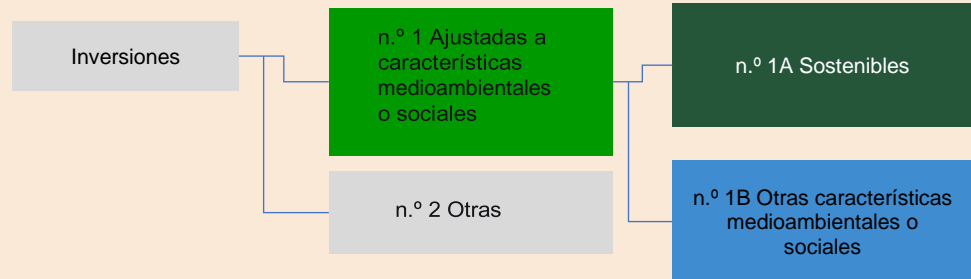 Inversiones
n.º 1 Ajustadas a
características
medioambientales
o sociales
n.º 2 Otras
n.º 1A Sostenibles
n.º 1B Otras características
medioambientales o
sociales